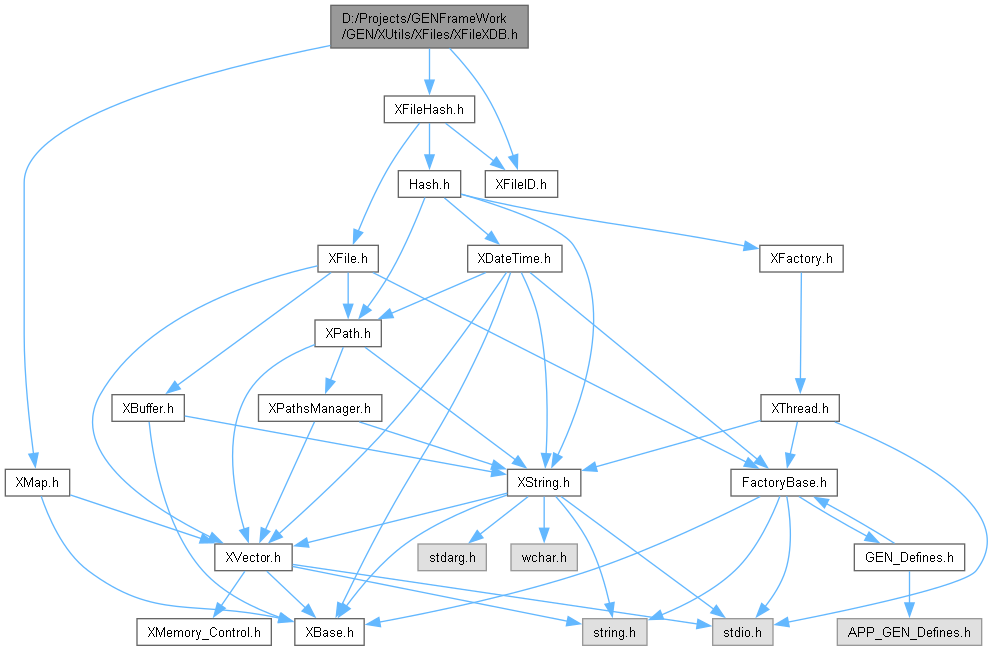 D:/Projects/GENFrameWork
/GEN/XUtils/XFiles/XFileXDB.h
XFileHash.h
Hash.h
XFileID.h
XFile.h
XDateTime.h
XFactory.h
XPath.h
XBuffer.h
XPathsManager.h
XThread.h
XMap.h
XString.h
FactoryBase.h
XVector.h
stdarg.h
wchar.h
GEN_Defines.h
XMemory_Control.h
XBase.h
string.h
stdio.h
APP_GEN_Defines.h